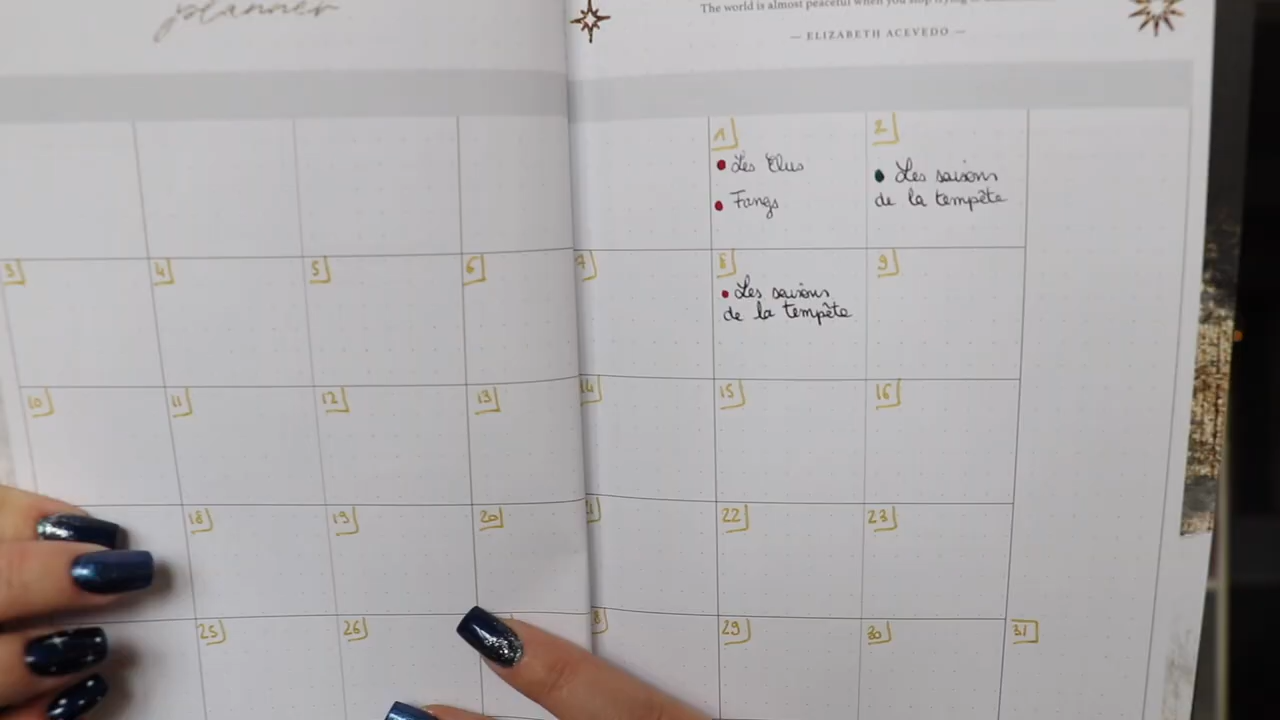 planner
The world is almost peaceful when you stop trying
— ELIZABETH ACEVEDO —
1
2
• Les Élus
• Fangs
• Les saisons
de la tempête
3
4
5
6
7
8
9
• Les saisons
de la tempête
10
11
12
13
14
15
16
18
19
20
22
23
25
26
29
30
31